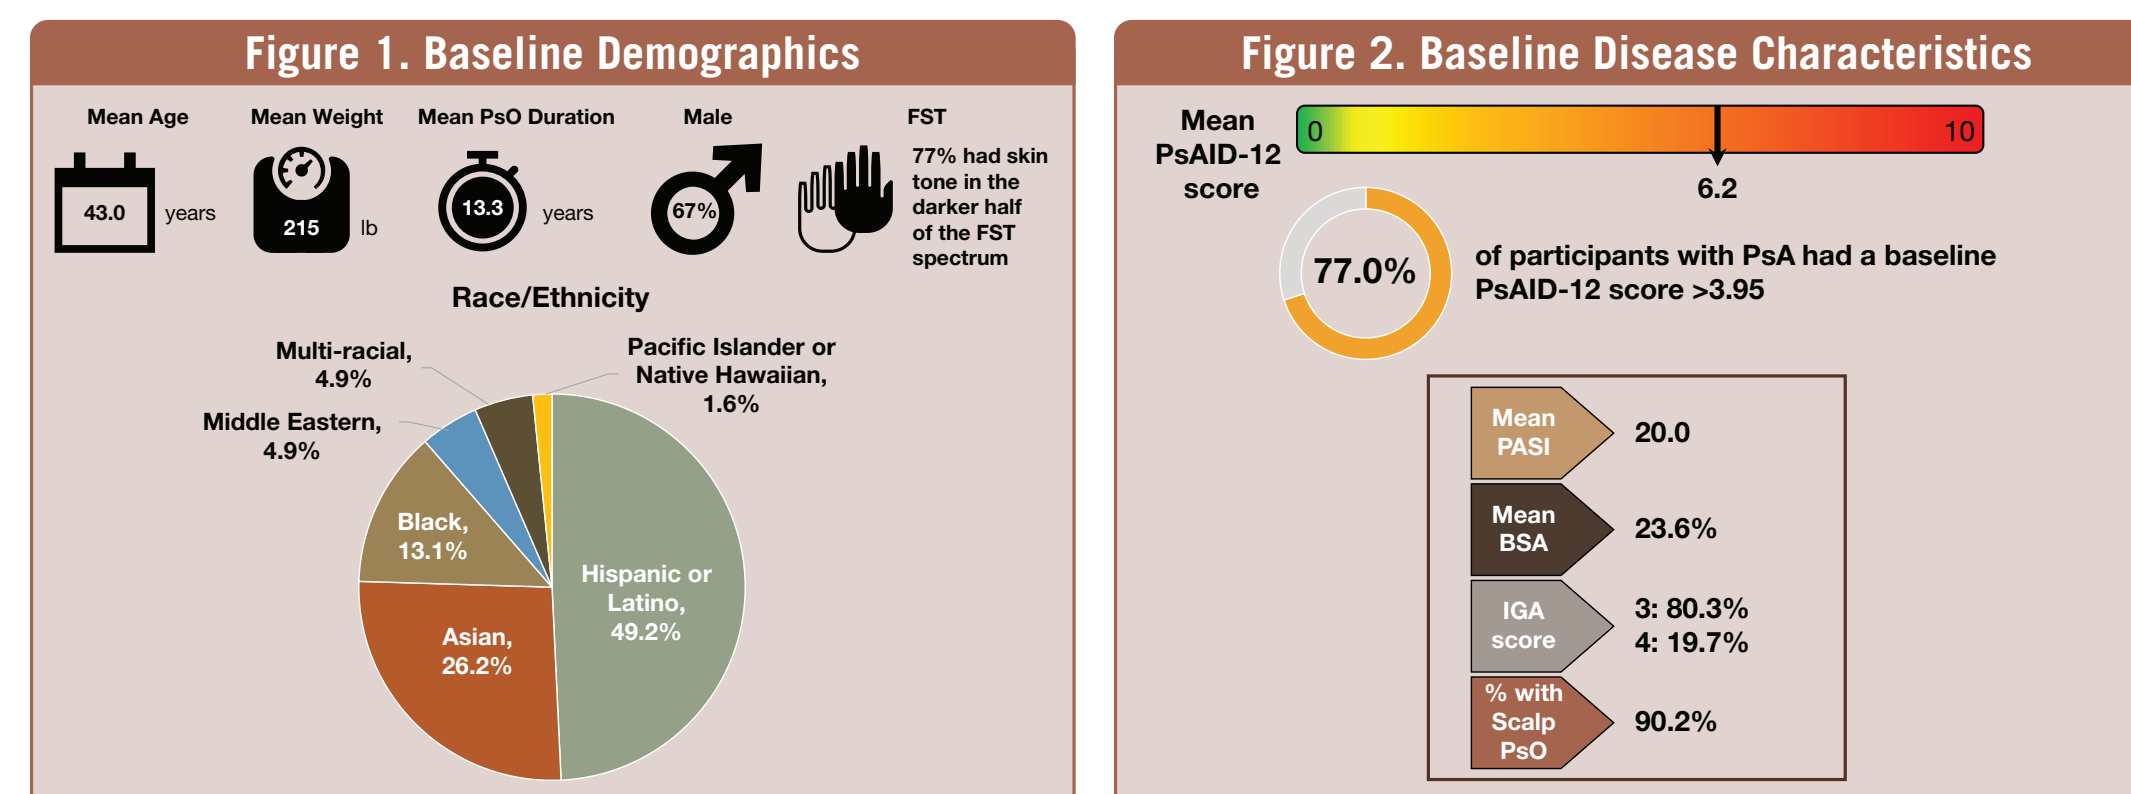 Figure 1. Baseline Demographics
Mean Age
43.0
years
Mean Weight
215
lb
Mean PsO Duration
13.3
years
Male
67%
FST
77% had skin
tone in the
darker half
of the FST
spectrum
Race/Ethnicity
Multi-racial,
4.9%
Pacific Islander or
Native Hawaiian,
1.6%
Middle Eastern,
4.9%
Black,
13.1%
Hispanic or
Latino,
49.2%
Asian,
26.2%
Figure 2. Baseline Disease Characteristics
Mean
PsAID-12
score
0
10
6.2
77.0%
of participants with PsA had a baseline
PsAID-12 score >3.95
Mean
PASI
20.0
Mean
BSA
23.6%
IGA
score
3: 80.3%
4: 19.7%
% with
Scalp
PsO
90.2%